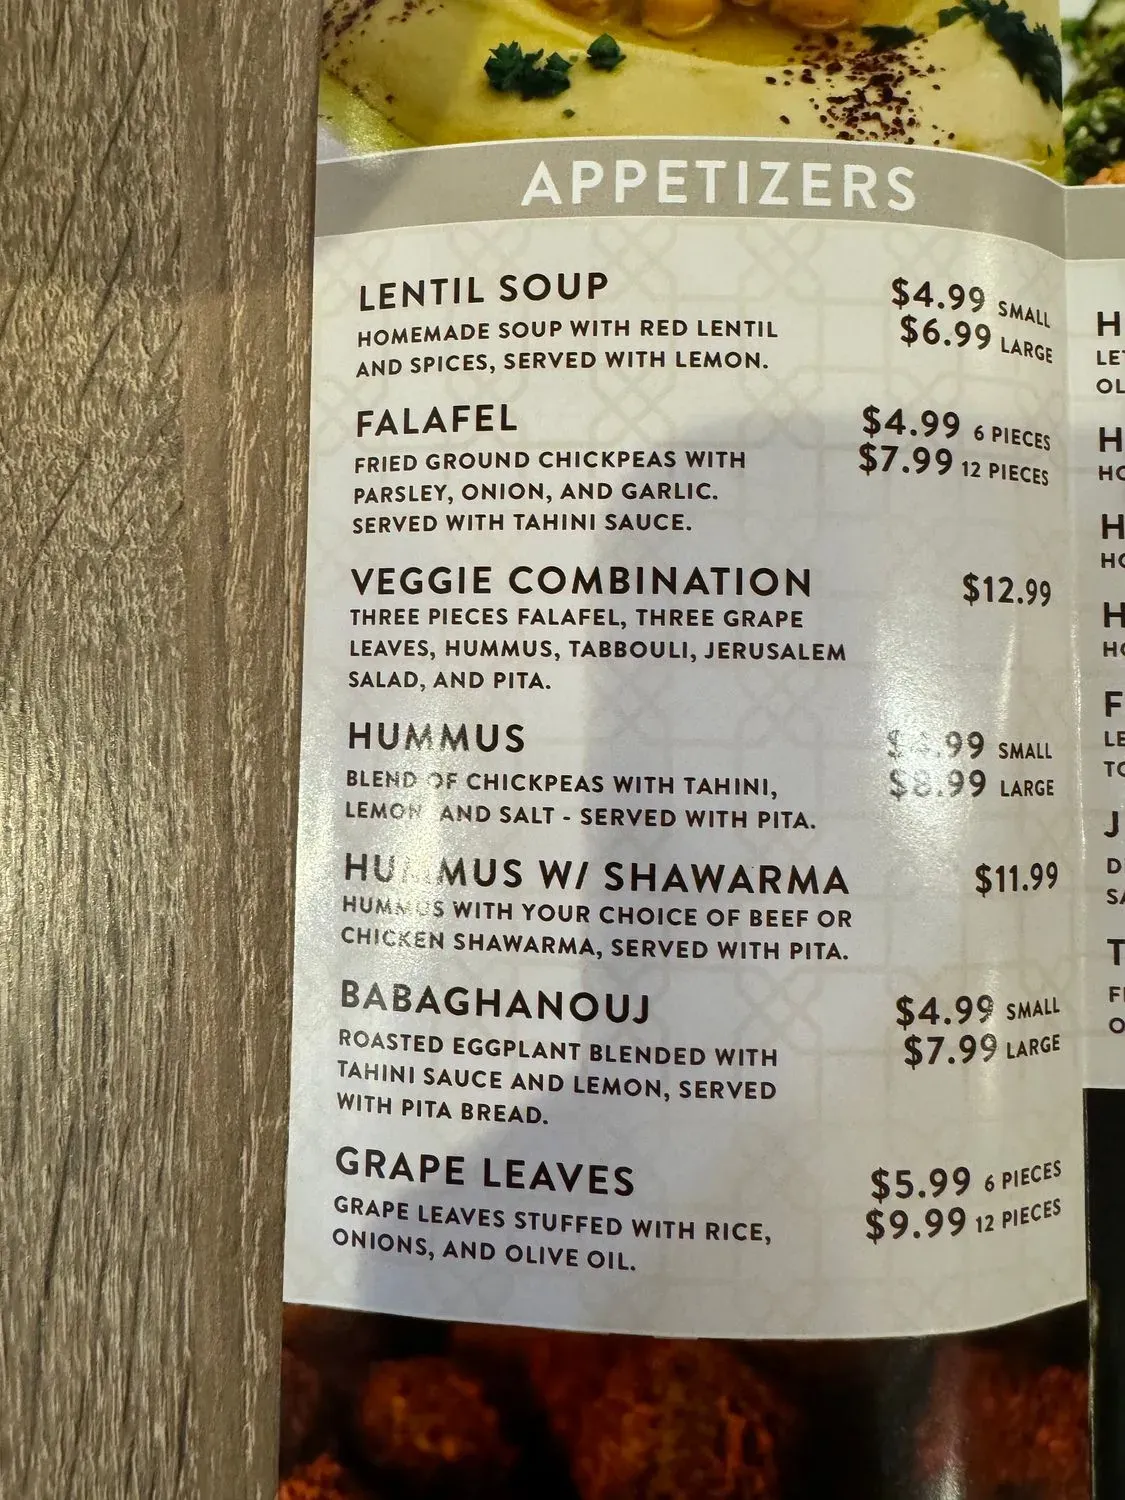 APPETIZERS
LENTIL SOUP
$4.99 SMALL
$6.99 LARGE
HOMEMADE SOUP WITH RED LENTIL
AND SPICES, SERVED WITH LEMON.
FALAFEL
$4.99 6 PIECES
$7.99 12 PIECES
FRIED GROUND CHICKPEAS WITH
PARSLEY, ONION, AND GARLIC.
SERVED WITH TAHINI SAUCE.
VEGGIE COMBINATION
$12.99
THREE PIECES FALAFEL, THREE GRAPE
LEAVES, HUMMUS, TABBOULI, JERUSALEM
SALAD, AND PITA.
HUMMUS
SMALL
$8.99 LARGE
BLEND OF CHICKPEAS WITH TAHINI,
LEMON AND SALT - SERVED WITH PITA.
HUMMUS W/ SHAWARMA
$11.99
HUMMUS WITH YOUR CHOICE OF BEEF OR
CHICKEN SHAWARMA, SERVED WITH PITA.
BABAGHANOUJ
$4.99 SMALL
$7.99 LARGE
ROASTED EGGPLANT BLENDED WITH
TAHINI SAUCE AND LEMON, SERVED
WITH PITA BREAD.
GRAPE LEAVES
$5.99 6 PIECES
$9.99 12 PIECES
GRAPE LEAVES STUFFED WITH RICE,
ONIONS, AND OLIVE OIL.